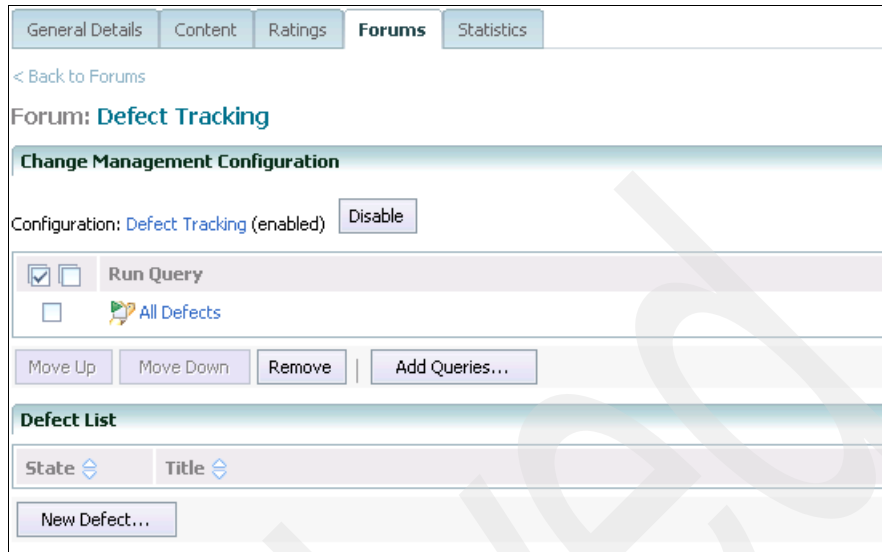 General Details Content Ratings Forums Statistics
< Back to Forums
Forum: Defect Tracking
Change Management Configuration
Configuration: Defect Tracking (enabled) Disable
Run Query
All Defects
Move Up Move Down Remove | Add Queries...
Defect List
State Title
New Defect...